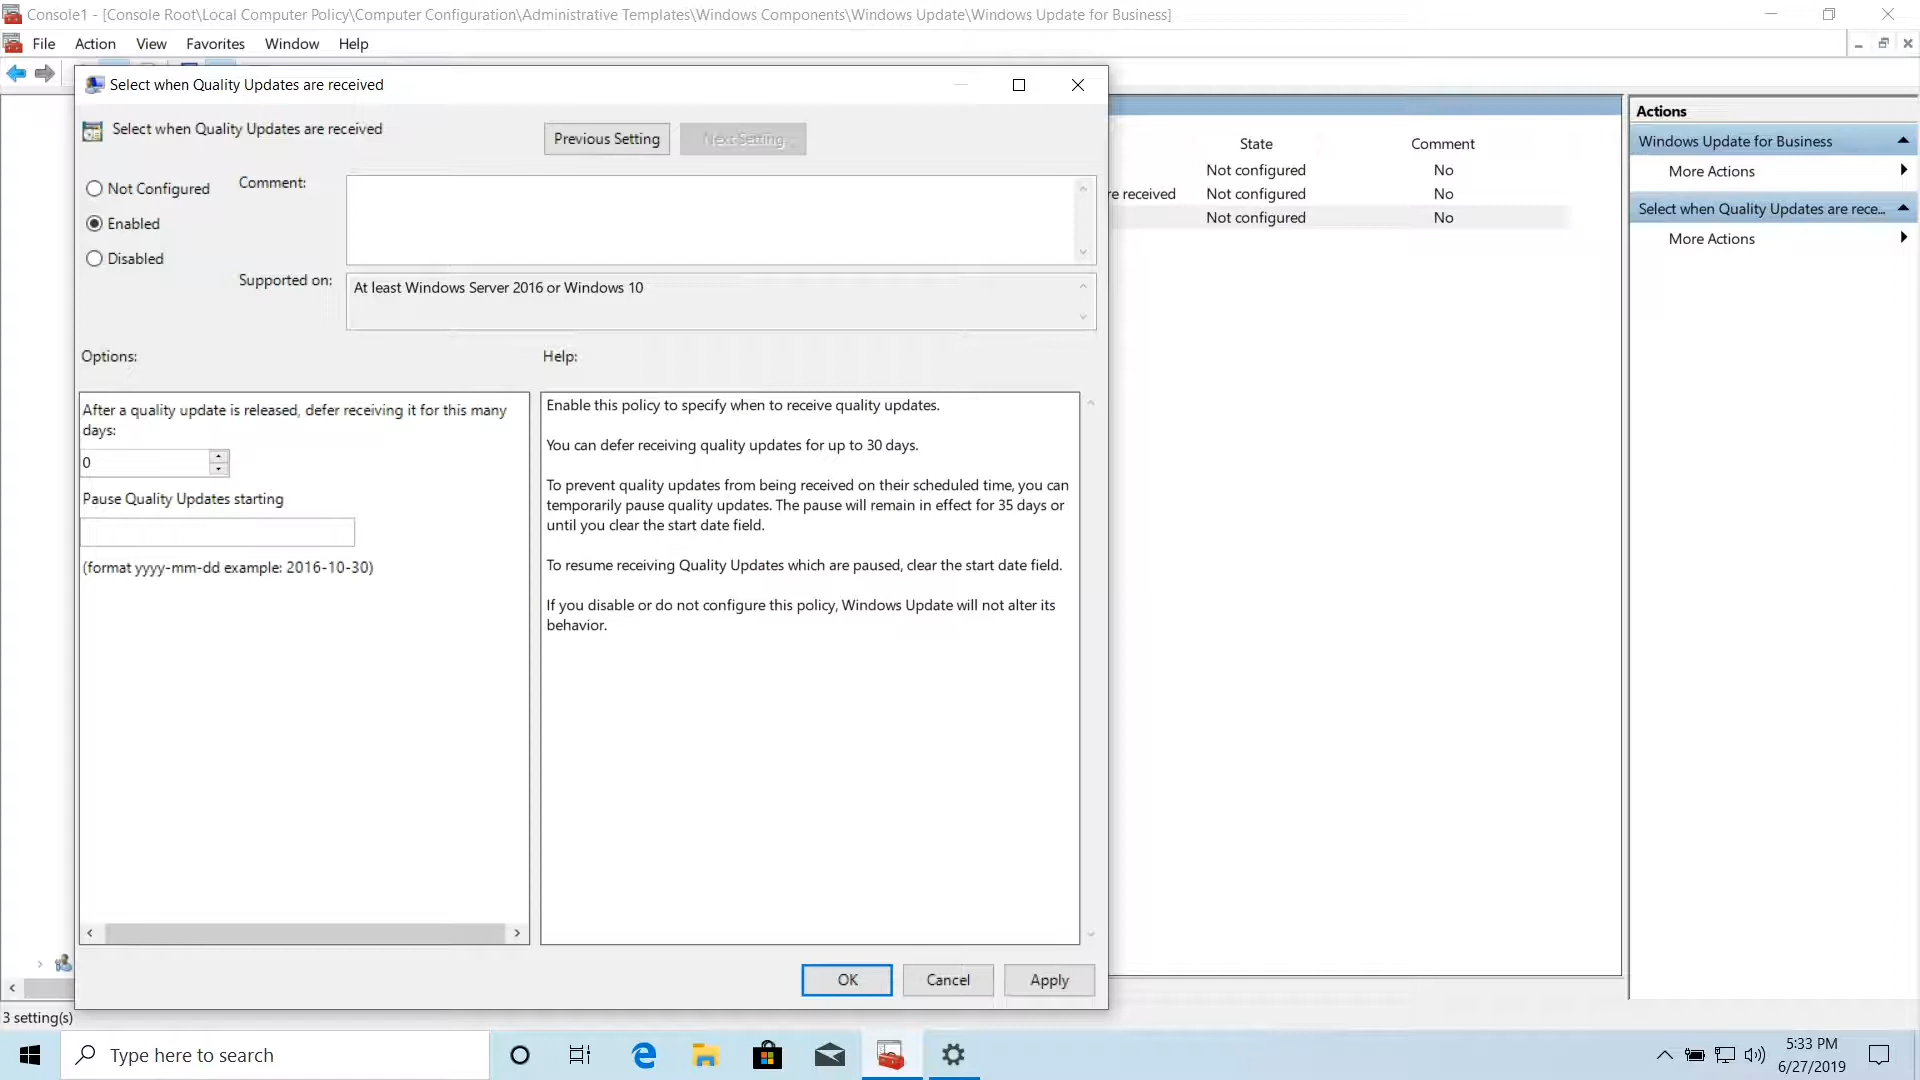 Console1 - [Console Root\Local Computer Policy\Computer Configuration\Administrative Templates\Windows Components\Windows Update\Windows Update for Business]
File Action View Favorites Window Help
Select when Quality Updates are received
Select when Quality Updates are received
Previous Setting
Next Setting
Not Configured
Enabled
Disabled
Comment:
Supported on:
At least Windows Server 2016 or Windows 10
Options:
Help:
After a quality update is released, defer receiving it for this many
days:
0
Pause Quality Updates starting
(format yyyy-mm-dd example: 2016-10-30)
Enable this policy to specify when to receive quality updates.
You can defer receiving quality updates for up to 30 days.
To prevent quality updates from being received on their scheduled time, you can
temporarily pause quality updates. The pause will remain in effect for 35 days or
until you clear the start date field.
To resume receiving Quality Updates which are paused, clear the start date field.
If you disable or do not configure this policy, Windows Update will not alter its
behavior.
OK
Cancel
Apply
State Comment
Not configured No
re received Not configured No
Not configured No
Actions
Windows Update for Business
More Actions
Select when Quality Updates are rece...
More Actions
3 setting(s)
Type here to search
5:33 PM
6/27/2019